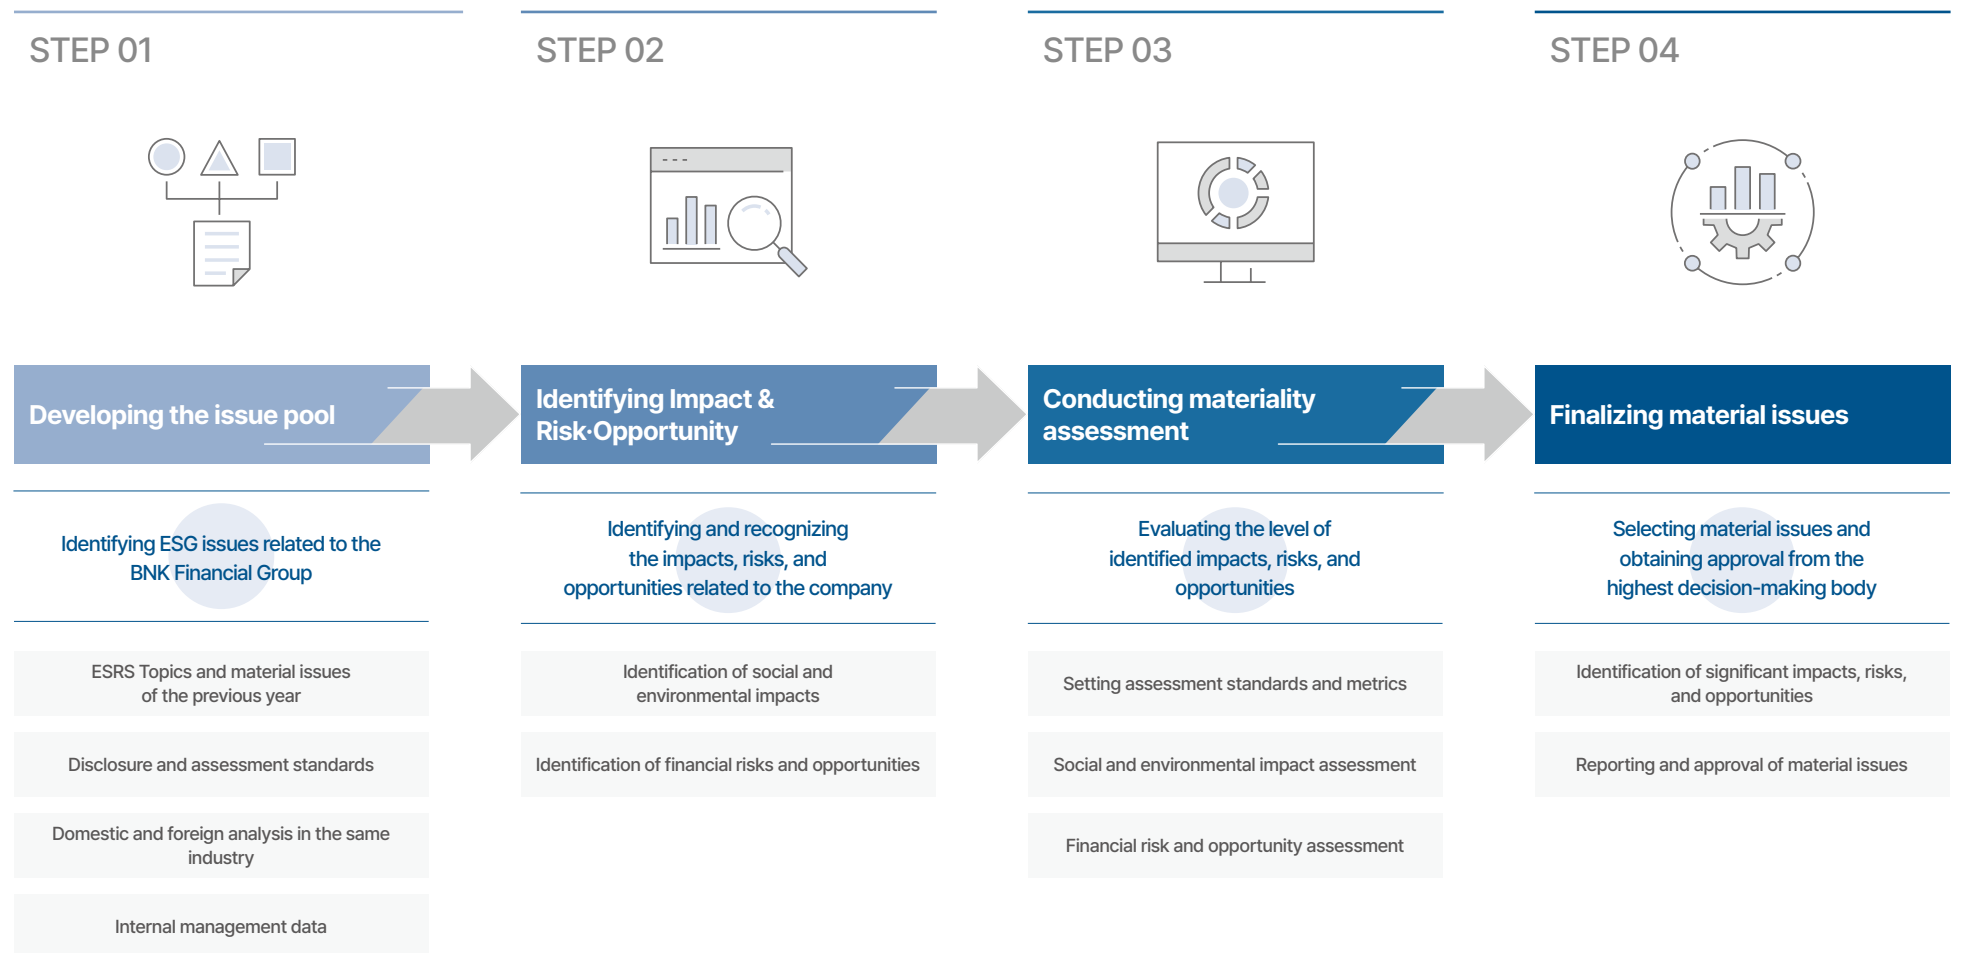 STEP 01
Developing the issue pool
Identifying ESG issues related to the
BNK Financial Group
ESRS Topics and material issues
of the previous year
Disclosure and assessment standards
Domestic and foreign analysis in the same
industry
Internal management data
STEP 02
Identifying Impact &
Risk·Opportunity
Identifying and recognizing
the impacts, risks, and
opportunities related to the company
Identification of social and
environmental impacts
Identification of financial risks and opportunities
STEP 03
Conducting materiality
assessment
Evaluating the level of
identified impacts, risks, and
opportunities
Setting assessment standards and metrics
Social and environmental impact assessment
Financial risk and opportunity assessment
STEP 04
Finalizing material issues
Selecting material issues and
obtaining approval from the
highest decision-making body
Identification of significant impacts, risks,
and opportunities
Reporting and approval of material issues